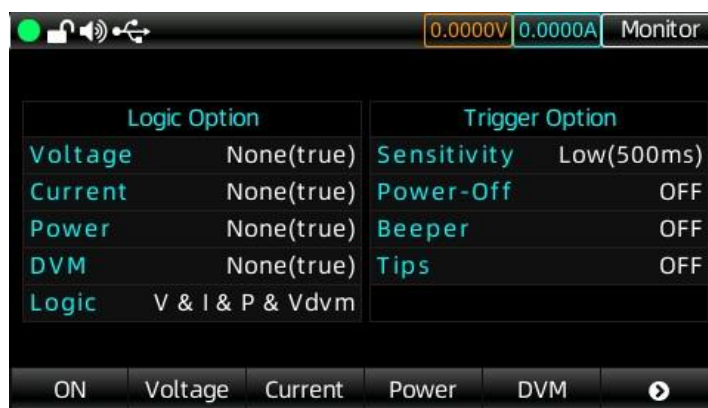 0.0000V 0.0000A Monitor
Logic Option
Voltage None(true)
Current None(true)
Power None(true)
DVM None(true)
Logic V & I & P & Vdvm
Trigger Option
Sensitivity Low(500ms)
Power-Off OFF
Beeper OFF
Tips OFF
ON Voltage Current Power DVM